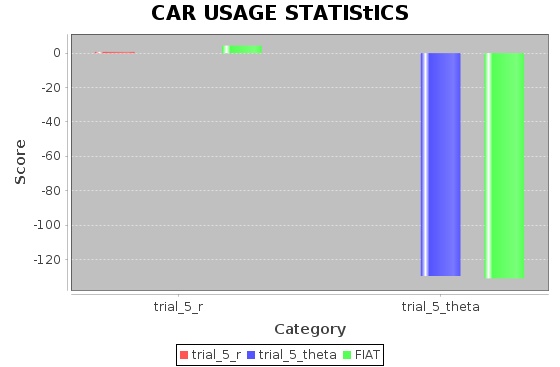 CAR USAGE STATIStICS
0
-20
-40
-60
-80
-100
-120
Score
trial_5_r trial_5_theta
Category
trial_5_r trial_5_theta FIAT